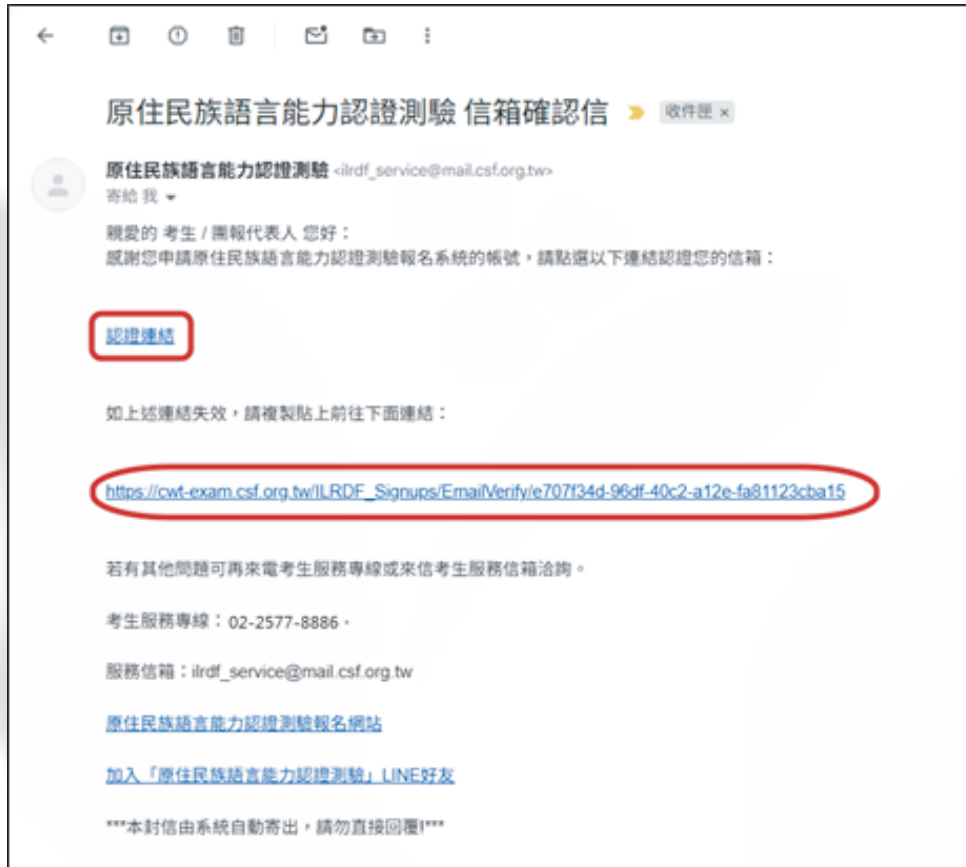 原住民族語言能力認證測驗 信箱確認信 收件匣 ×
原住民族語言能力認證測驗 <ilrdf_service@mail.csf.org.tw>
寄給 我
親愛的 考生 / 團報代表人 您好：
感謝您申請原住民族語言能力認證測驗報名系統的帳號，請點選以下連結認證您的信箱：
認證連結
如上述連結失效，請複製貼上前往下面連結：
https://cwt-exam.csf.org.tw/ILRDF_Signups/EmailVerify/e707f34d-96df-40c2-a12e-fa81123cba15
若有其他問題可再來電考生服務專線或來信考生服務信箱洽詢。
考生服務專線：02-2577-8886。
服務信箱：ilrdf_service@mail.csf.org.tw
原住民族語言能力認證測驗報名網站
加入「原住民族語言能力認證測驗」LINE好友
***本封信由系統自動寄出，請勿直接回覆!***